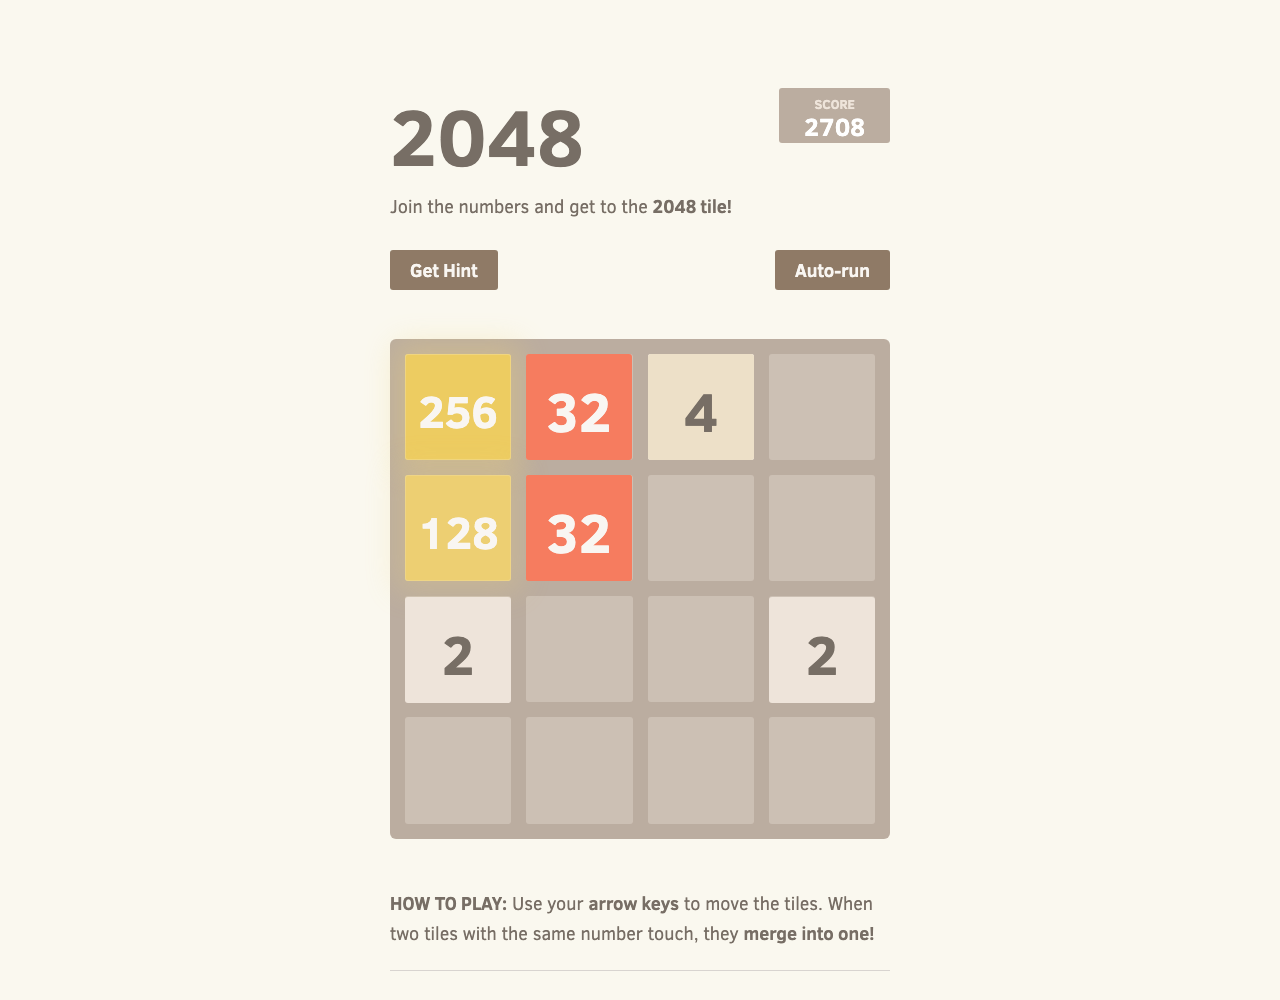 2048
SCORE
2708
Join the numbers and get to the 2048 tile!
Get Hint
Auto-run
256 32 4
128 32
2 2
HOW TO PLAY: Use your arrow keys to move the tiles. When
two tiles with the same number touch, they merge into one!